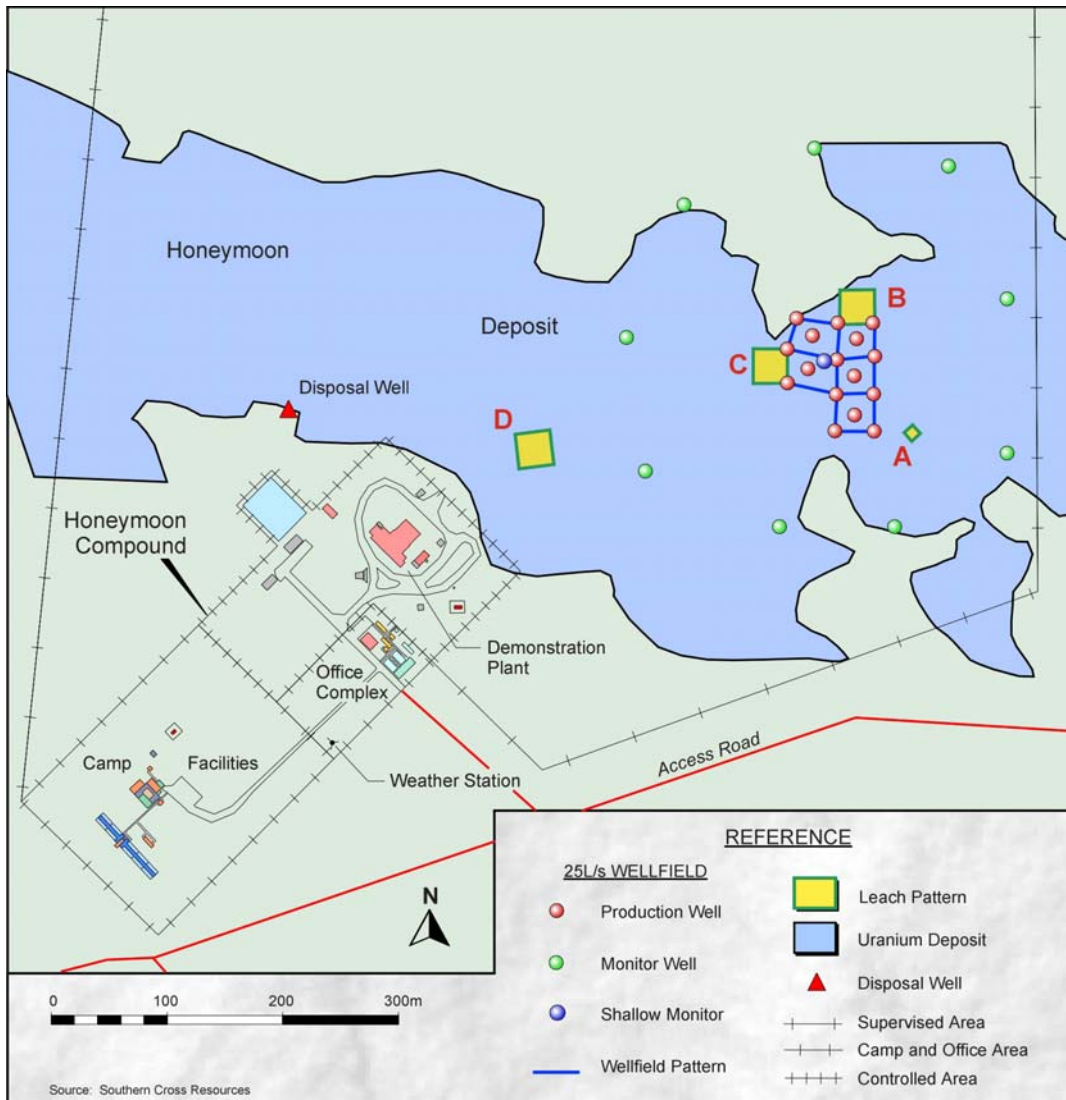 Honeymoon
Deposit
B
C
D
A
Disposal Well
Honeymoon
Compound
Demonstration
Plant
Office
Complex
Camp
Facilities
Weather Station
Access Road
N
0
100
200
300m
Source: Southern Cross Resources
REFERENCE
25L/s WELLFIELD
Production Well
Monitor Well
Shallow Monitor
Wellfield Pattern
Leach Pattern
Uranium Deposit
Disposal Well
Supervised Area
Camp and Office Area
Controlled Area